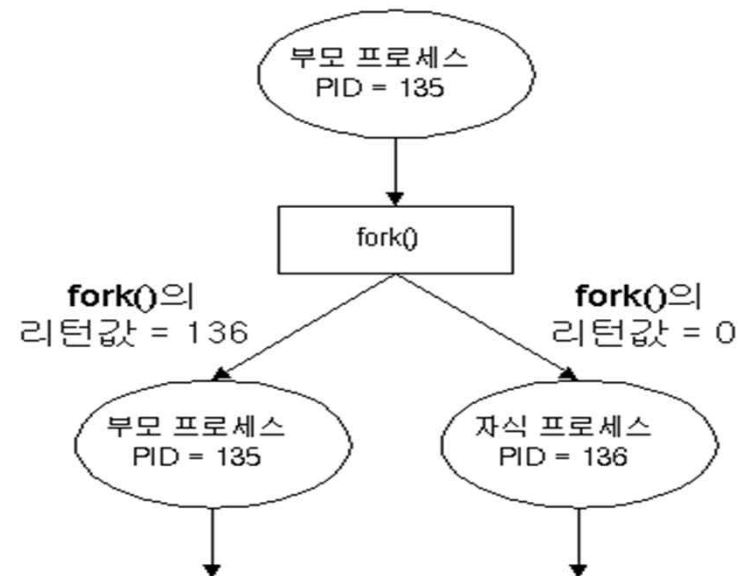 부모 프로세스
PID = 135
fork()
fork()의
리턴값 = 136
fork()의
리턴값 = 0
부모 프로세스
PID = 135
자식 프로세스
PID = 136